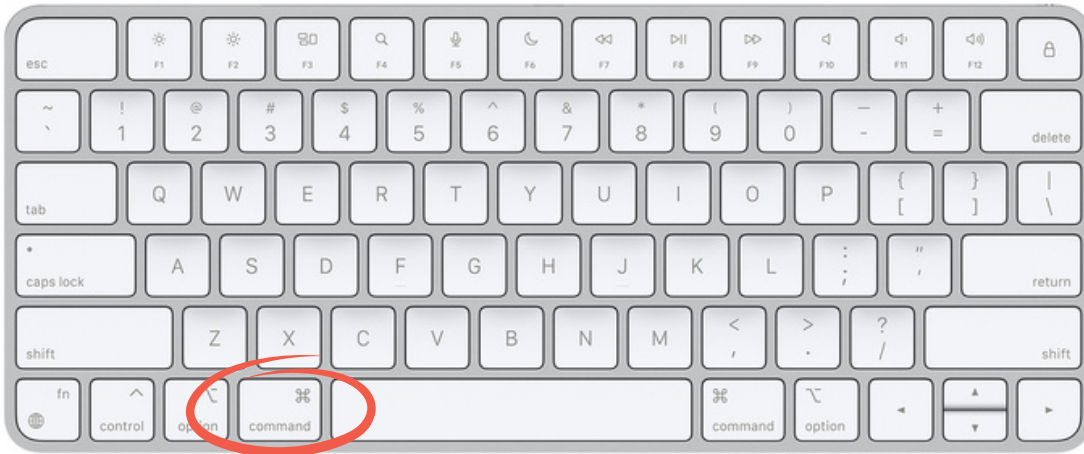 esc F1 F2 F3 F4 F5 F6 F7 F8 F9 F10 F11 F12
~ ! @ # $ % ^ & * ( ) — +
` 1 2 3 4 5 6 7 8 9 0 - = delete
tab Q W E R T Y U I O P { } |
[ ] \
caps lock A S D F G H J K L : "
; ' return
shift Z X C V B N M < > ?
, . / shift
fn ^ ⌥ ⌘ ⌘ ⌥
control option command command option